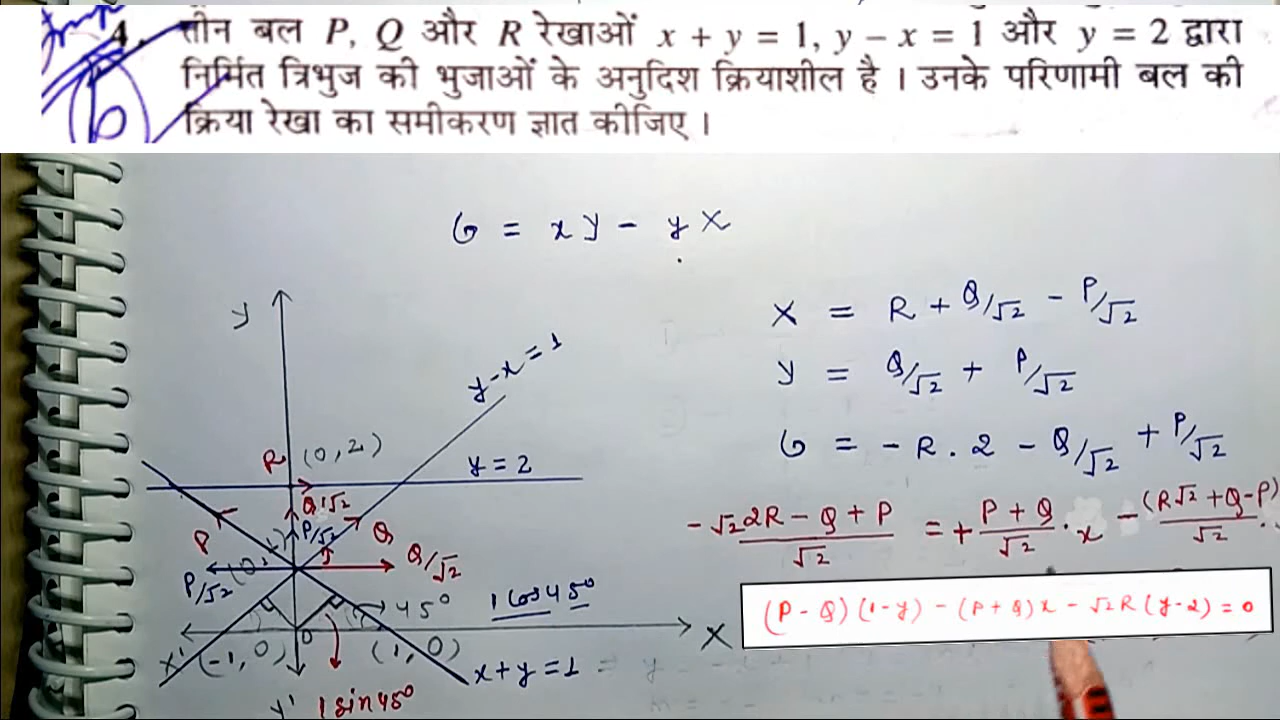 4. तीन बल P, Q और R रेखाओं x + y = 1, y − x = 1 और y = 2 द्वारा
निर्मित त्रिभुज की भुजाओं के अनुदिश क्रियाशील है । उनके परिणामी बल की
क्रिया रेखा का समीकरण ज्ञात कीजिए ।
G = xy - yX
X = R + Q/√2 - P/√2
y = Q/√2 + P/√2
G = -R.2 - Q/√2 + P/√2
(-√2 2R - Q + P)/√2 = + (P + Q)/√2 . x - (R√2 + Q - P)/√2 .
(P - Q)(1 - y) - (P + Q)x - √2R(y - 2) = 0
y
y - x = 1
R (0, 2)
y = 2
Q/√2
P
P/√2
Q
P/√2
Q/√2
45°
1 cos 45°
O
X' (-1, 0)
(1, 0)
X
x + y = 1
y'
1 sin 45°